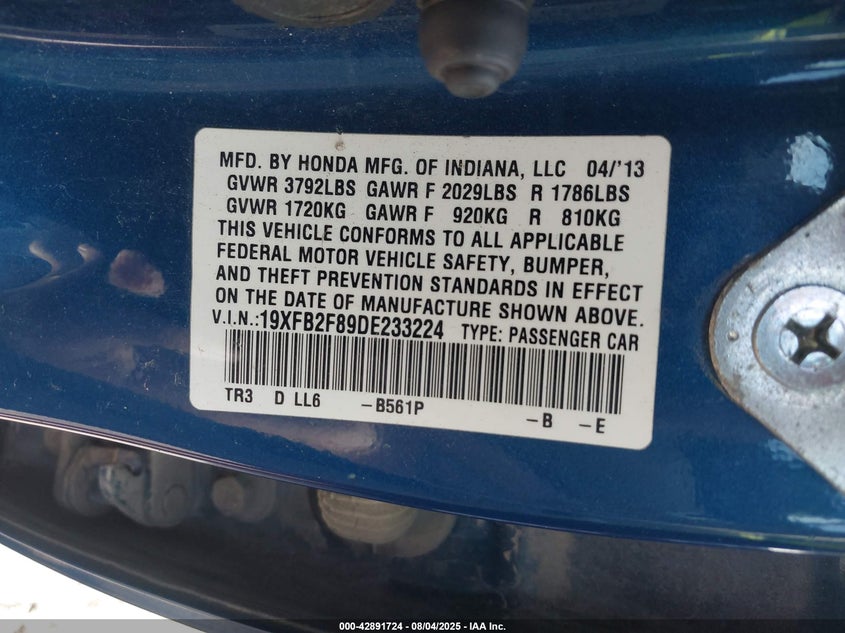 MFD. BY HONDA MFG. OF INDIANA, LLC 04/'13
GVWR 3792LBS GAWR F 2029LBS R 1786LBS
GVWR 1720KG GAWR F 920KG R 810KG
THIS VEHICLE CONFORMS TO ALL APPLICABLE
FEDERAL MOTOR VEHICLE SAFETY, BUMPER,
AND THEFT PREVENTION STANDARDS IN EFFECT
ON THE DATE OF MANUFACTURE SHOWN ABOVE.
V.I.N.:19XFB2F89DE233224 TYPE: PASSENGER CAR
TR3 D LL6 -B561P -B -E
000-42891724 | 08/04/2025 - IAA Inc.